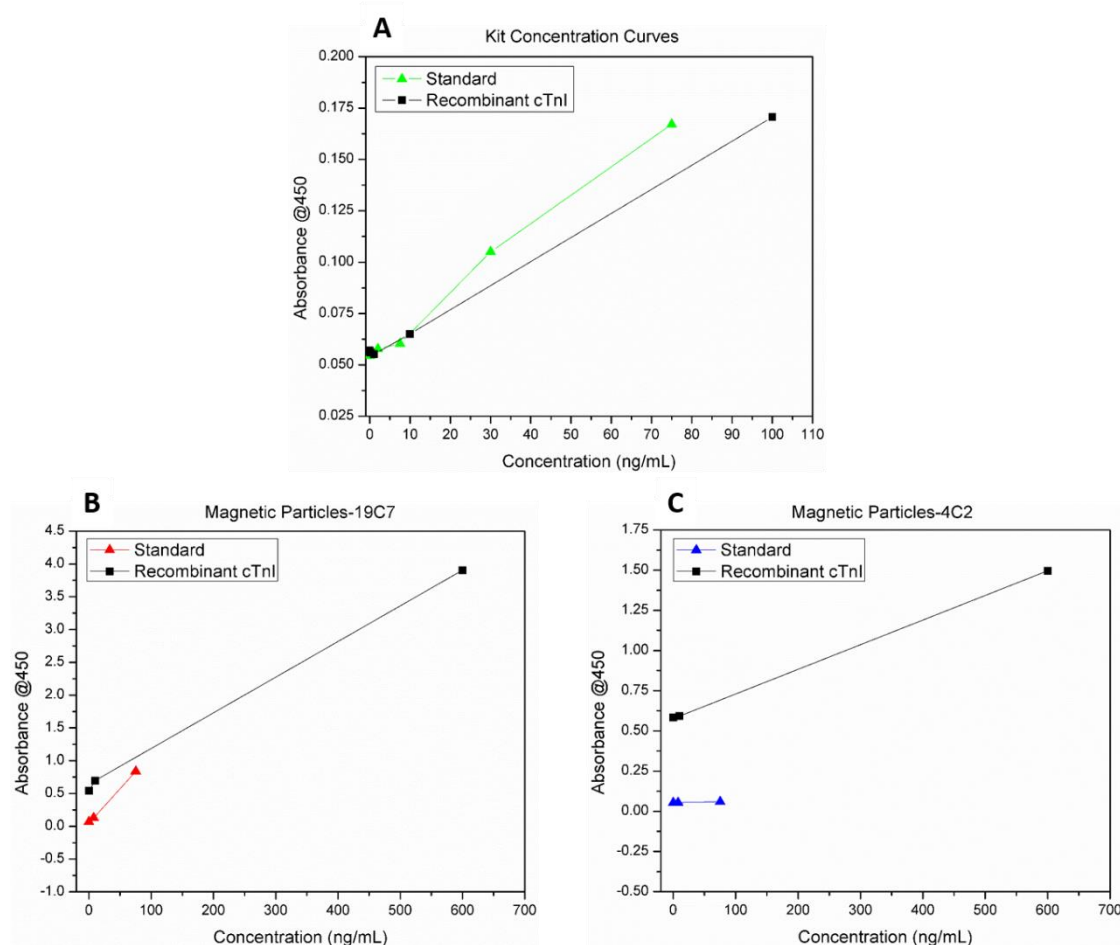 A
Kit Concentration Curves
Standard
Recombinant cTnI
0.200
0.175
0.150
0.125
0.100
0.075
0.050
0.025
Absorbance @450
0 10 20 30 40 50 60 70 80 90 100 110
Concentration (ng/mL)
B
Magnetic Particles-19C7
Standard
Recombinant cTnI
4.5
4.0
3.5
3.0
2.5
2.0
1.5
1.0
0.5
0.0
-0.5
-1.0
Absorbance @450
0 100 200 300 400 500 600 700
Concentration (ng/mL)
C
Magnetic Particles-4C2
Standard
Recombinant cTnI
1.75
1.50
1.25
1.00
0.75
0.50
0.25
0.00
-0.25
-0.50
Absorbance @450
0 100 200 300 400 500 600 700
Concentration (ng/mL)